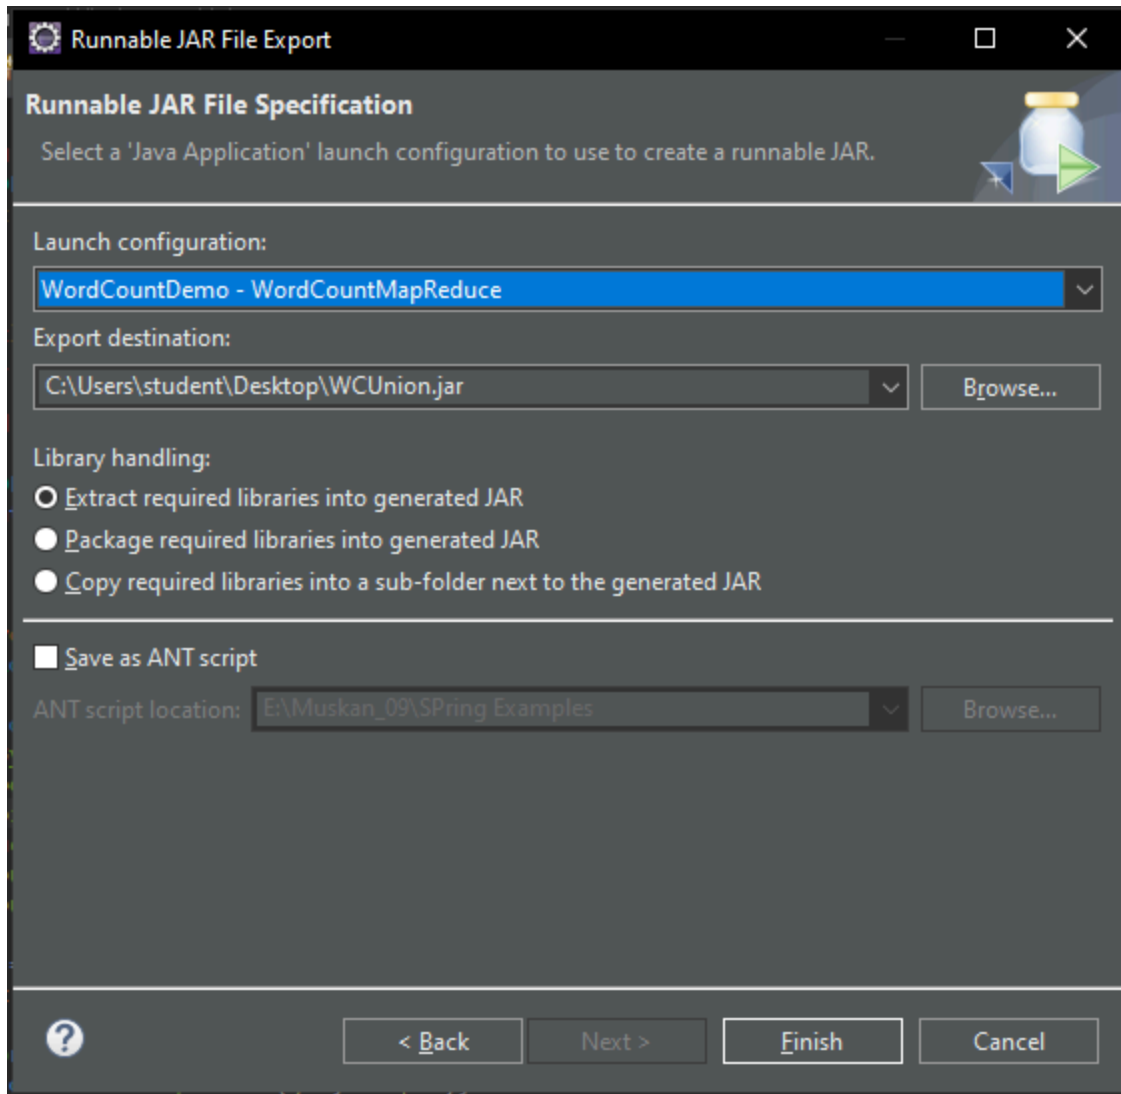 Runnable JAR File Export
Runnable JAR File Specification
Select a 'Java Application' launch configuration to use to create a runnable JAR.
Launch configuration:
WordCountDemo - WordCountMapReduce
Export destination:
C:\Users\student\Desktop\WCUnion.jar
Browse...
Library handling:
Extract required libraries into generated JAR
Package required libraries into generated JAR
Copy required libraries into a sub-folder next to the generated JAR
Save as ANT script
ANT script location: E:\Muskan_09\SPring Examples Browse...
? < Back Next > Finish Cancel